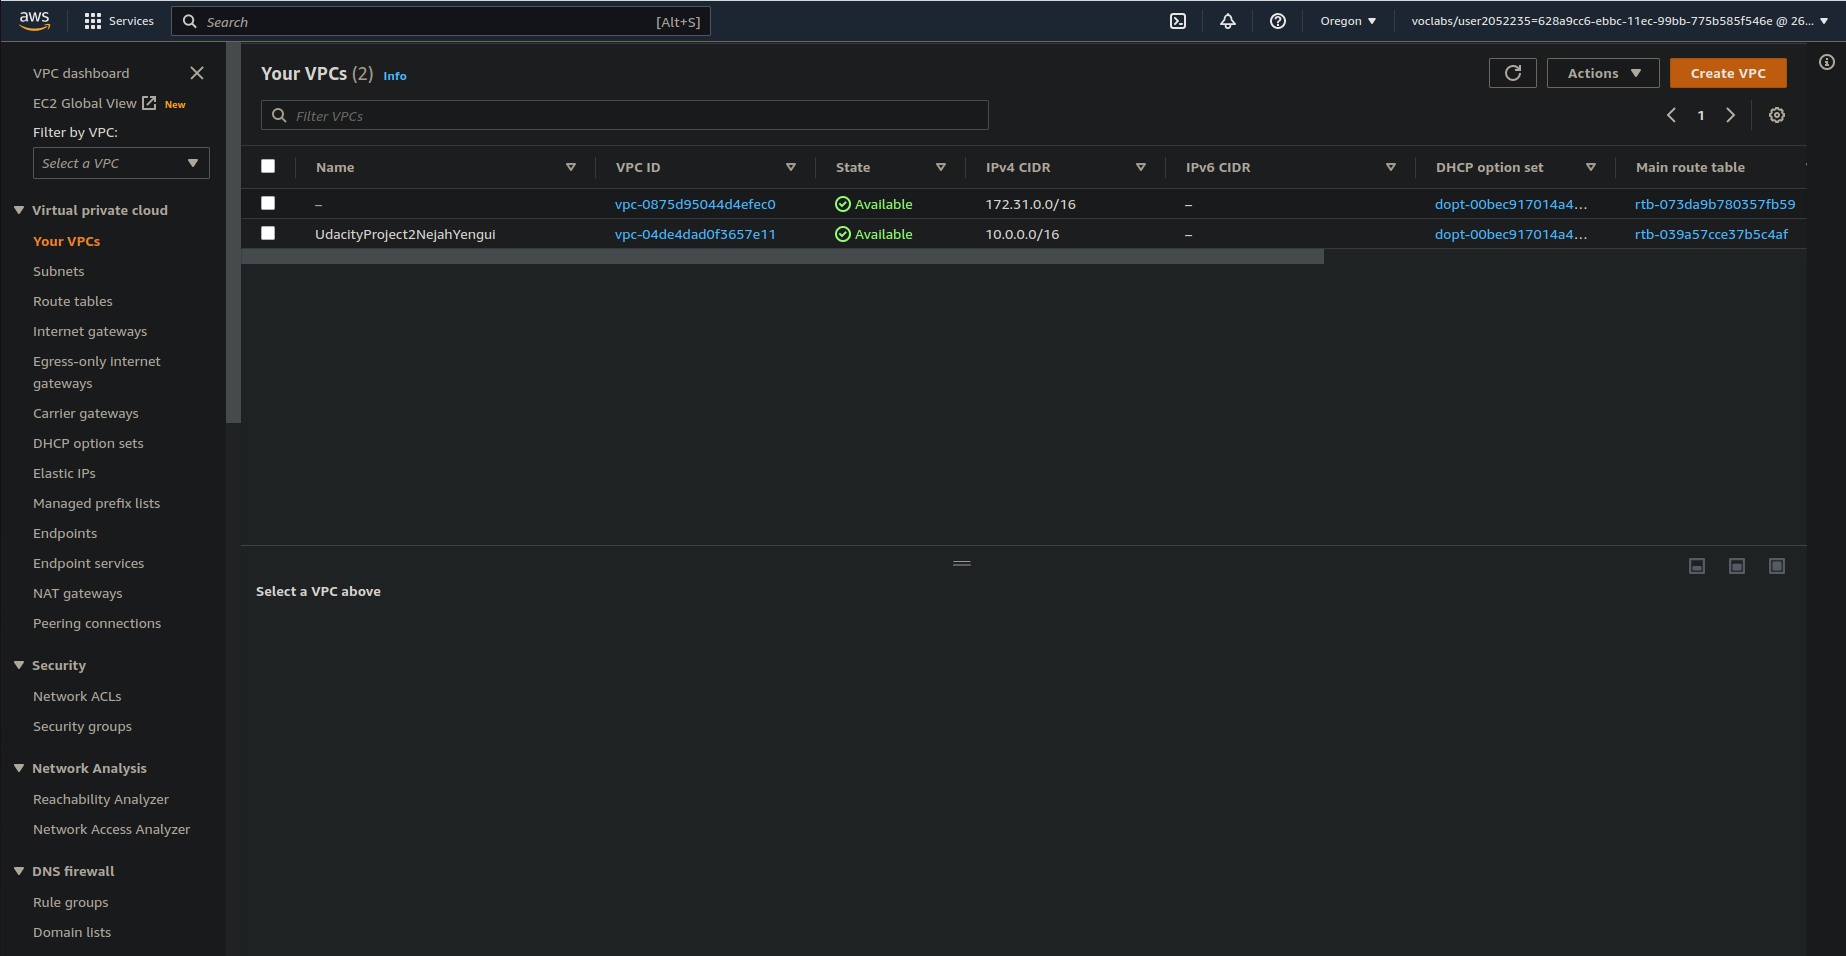 aws Services Search [Alt+S] Oregon voclabs/user2052235=628a9cc6-ebbc-11ec-99bb-775b585f546e @ 26...
VPC dashboard
EC2 Global View New
Filter by VPC:
Select a VPC
Virtual private cloud
Your VPCs
Subnets
Route tables
Internet gateways
Egress-only internet
gateways
Carrier gateways
DHCP option sets
Elastic IPs
Managed prefix lists
Endpoints
Endpoint services
NAT gateways
Peering connections
Security
Network ACLs
Security groups
Network Analysis
Reachability Analyzer
Network Access Analyzer
DNS firewall
Rule groups
Domain lists
Your VPCs (2) Info
Actions Create VPC
Filter VPCs
1
Name VPC ID State IPv4 CIDR IPv6 CIDR DHCP option set Main route table
– vpc-0875d95044d4efec0 Available 172.31.0.0/16 – dopt-00bec917014a4... rtb-073da9b780357fb59
UdacityProject2NejahYengui vpc-04de4dad0f3657e11 Available 10.0.0.0/16 – dopt-00bec917014a4... rtb-039a57cce37b5c4af
Select a VPC above